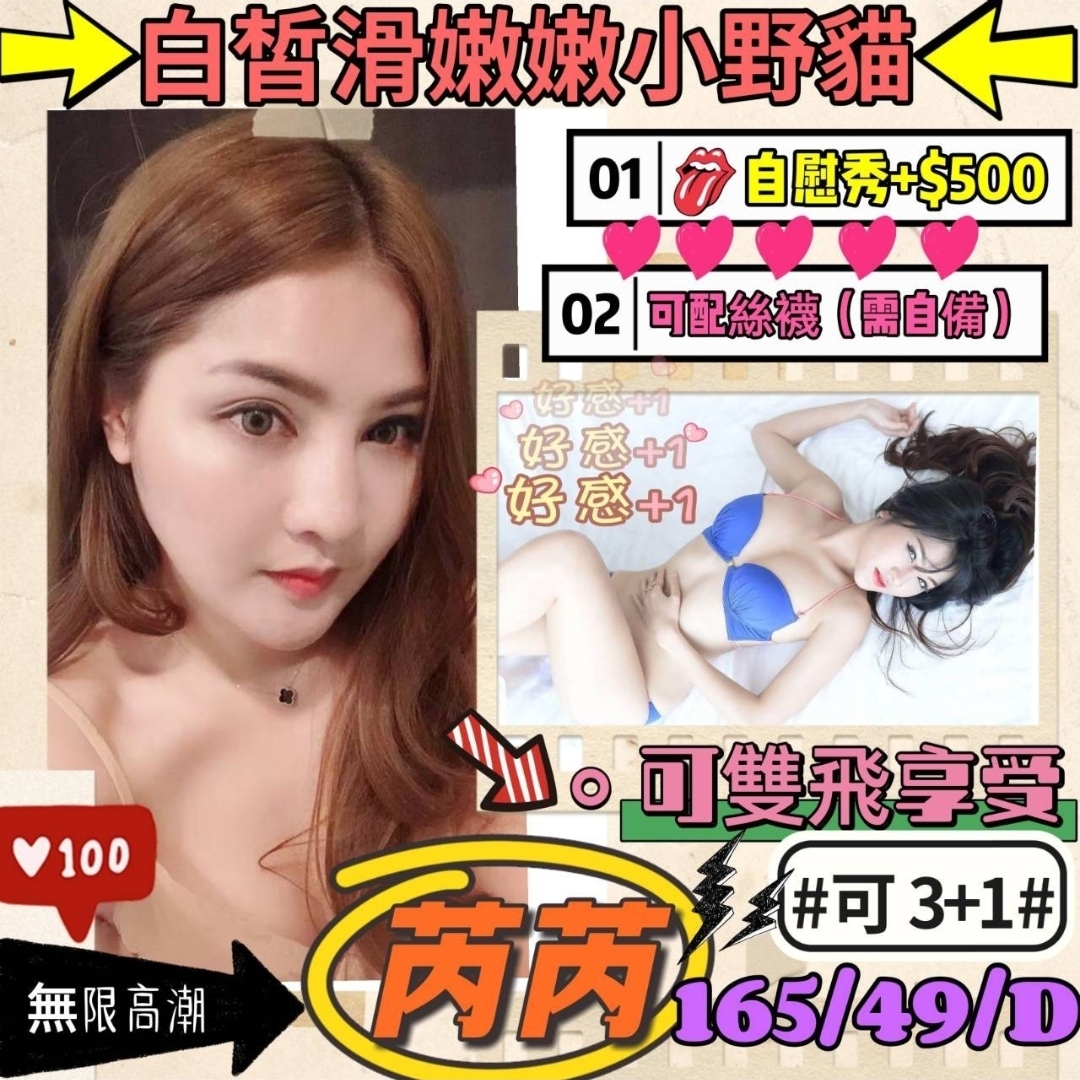 白皙滑嫩嫩小野貓
01 自慰秀+$500
02 可配絲襪（需自備）
好感+1
好感+1
好感+1
可雙飛享受
♥100
#可 3+1#
芮芮
無限高潮
165/49/D